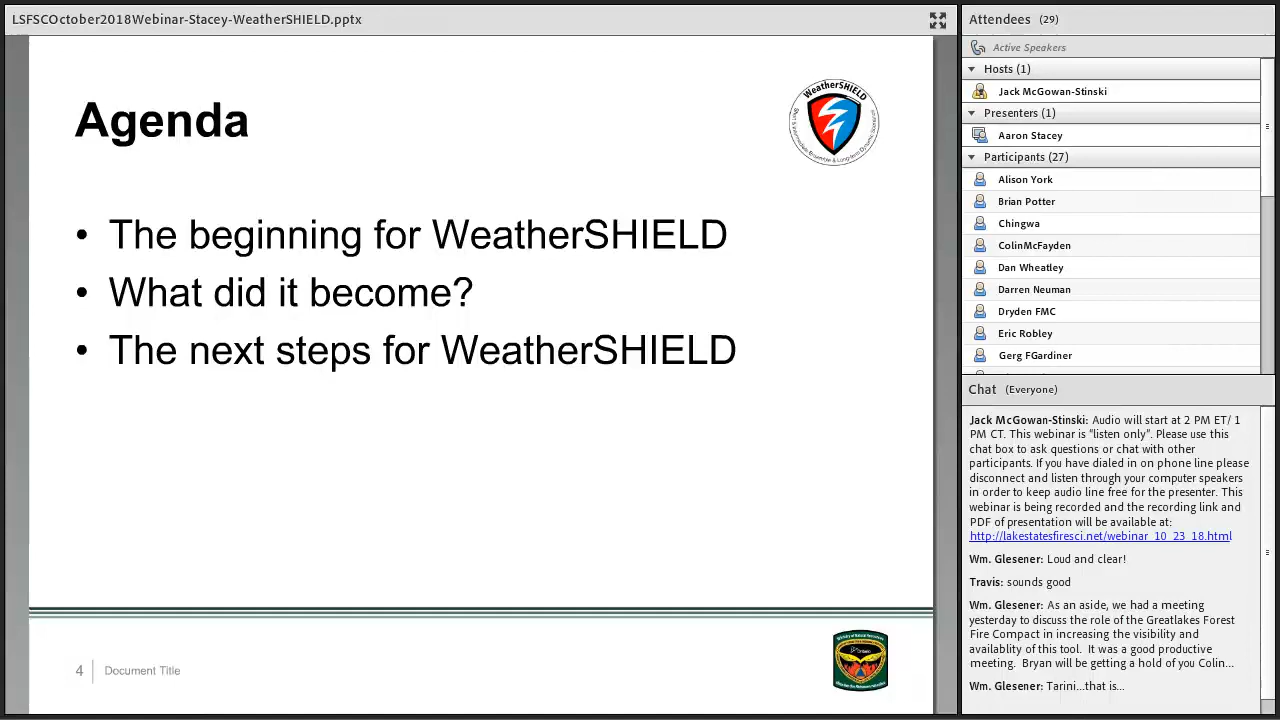 LSFSCOctober2018Webinar-Stacey-WeatherSHIELD.pptx
Agenda
WeatherSHIELD
• The beginning for WeatherSHIELD
• What did it become?
• The next steps for WeatherSHIELD
4
Document Title
Attendees (29)
Active Speakers
Hosts (1)
Jack McGowan-Stinski
Presenters (1)
Aaron Stacey
Participants (27)
Alison York
Brian Potter
Chingwa
ColinMcFayden
Dan Wheatley
Darren Neuman
Dryden FMC
Eric Robley
Gerg FGardiner
Chat (Everyone)
Jack McGowan-Stinski: Audio will start at 2 PM ET/ 1
PM CT. This webinar is “listen only”. Please use this
chat box to ask questions or chat with other
participants. If you have dialed in on phone line please
disconnect and listen through your computer speakers
in order to keep audio line free for the presenter. This
webinar is being recorded and the recording link and
PDF of presentation will be available at:
http://lakestatesfiresci.net/webinar_10_23_18.html
Wm. Glesener: Loud and clear!
Travis: sounds good
Wm. Glesener: As an aside, we had a meeting
yesterday to discuss the role of the Greatlakes Forest
Fire Compact in increasing the visibility and
availablity of this tool.  It was a good productive
meeting.  Bryan will be getting a hold of you Colin...
Wm. Glesener: Tarini...that is...